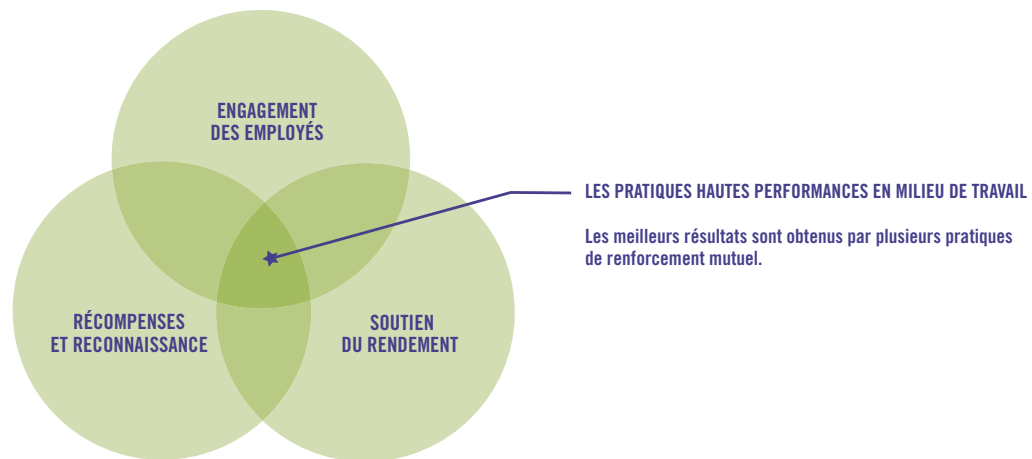 ENGAGEMENT
DES EMPLOYÉS
LES PRATIQUES HAUTES PERFORMANCES EN MILIEU DE TRAVAIL
Les meilleurs résultats sont obtenus par plusieurs pratiques
de renforcement mutuel.
RÉCOMPENSES
ET RECONNAISSANCE
SOUTIEN
DU RENDEMENT